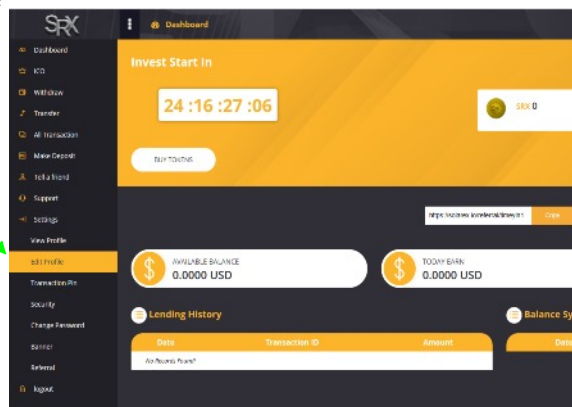 SRX
Dashboard
Dashboard
ICO
Withdraw
Transfer
All Transaction
Make Deposit
Tell a friend
Support
Settings
View Profile
Edit Profile
Transaction Pin
Security
Change Password
Banner
Referral
logout
Invest Start In
24 :16 :27 :06
SRX 0
BUY TOKENS
Copy
AVAILABLE BALANCE
0.0000 USD
TODAY EARN
0.0000 USD
Lending History
Balance Sy
Date Transaction ID Amount
Date
No Records Found!